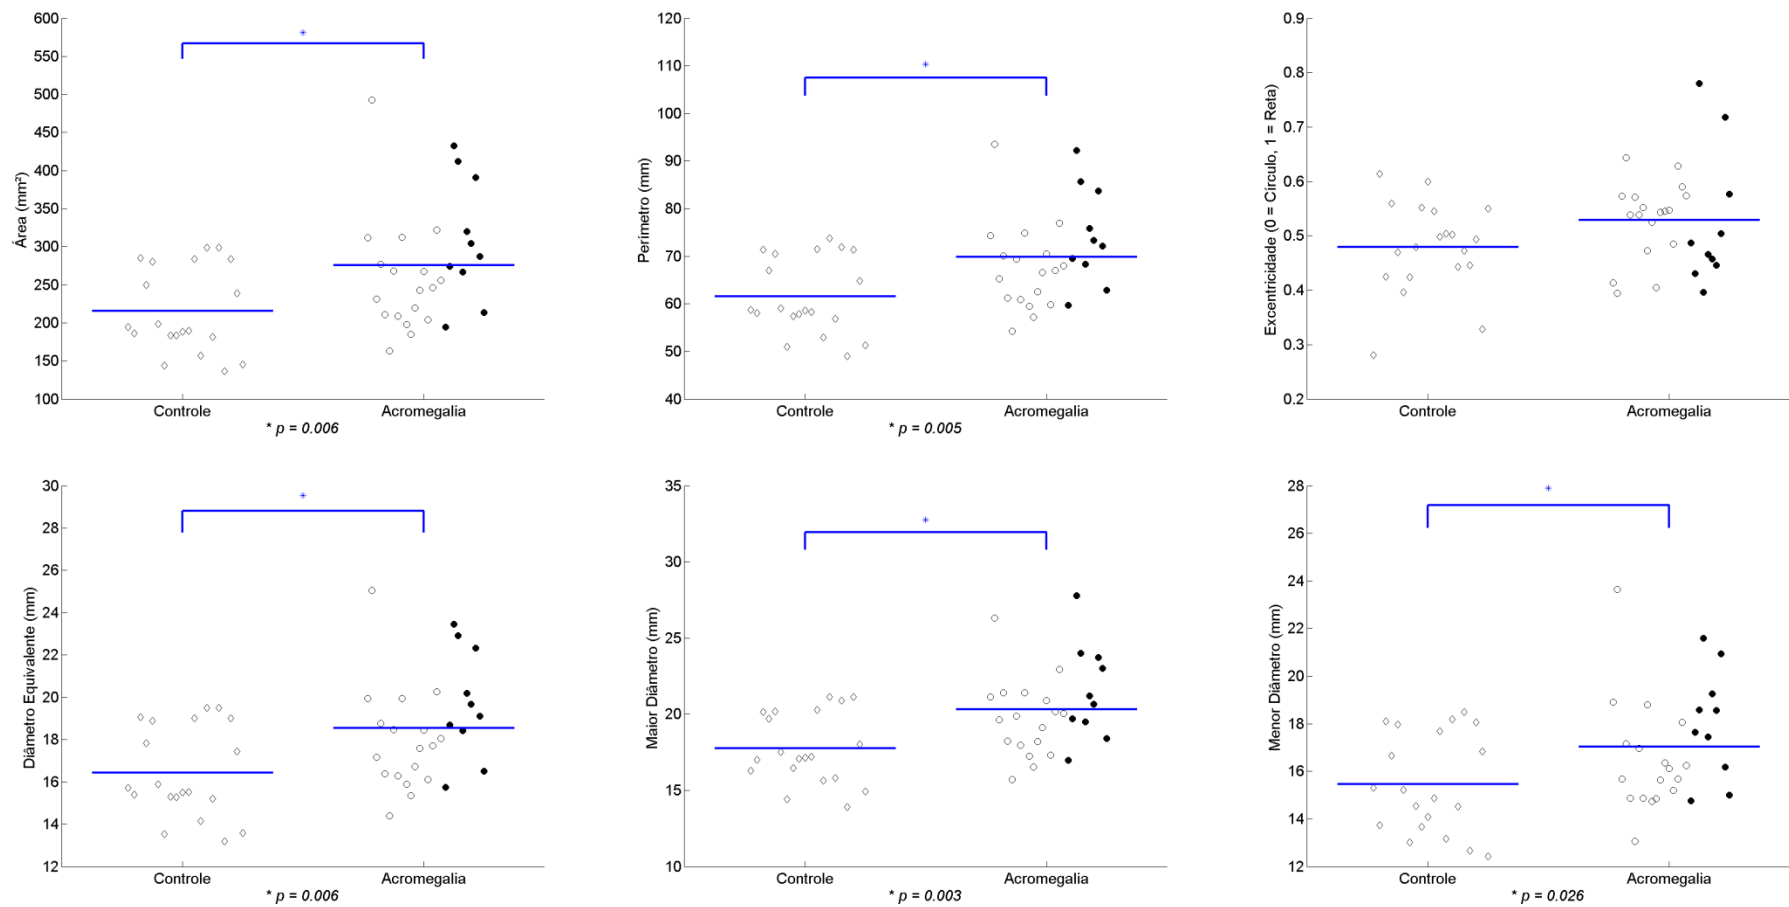 Área (mm²)
600
550
500
450
400
350
300
250
200
150
100
*
Controle
Acromegalia
* p = 0.006
Perímetro (mm)
120
110
100
90
80
70
60
50
40
*
Controle
Acromegalia
* p = 0.005
Excentricidade (0 = Círculo, 1 = Reta)
0.9
0.8
0.7
0.6
0.5
0.4
0.3
0.2
Controle
Acromegalia
Diâmetro Equivalente (mm)
30
28
26
24
22
20
18
16
14
12
*
Controle
Acromegalia
* p = 0.006
Maior Diâmetro (mm)
35
30
25
20
15
10
*
Controle
Acromegalia
* p = 0.003
Menor Diâmetro (mm)
28
26
24
22
20
18
16
14
12
*
Controle
Acromegalia
* p = 0.026